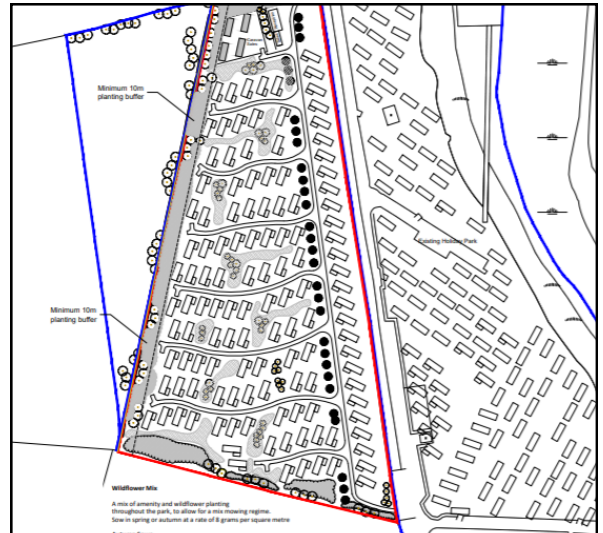 Caravan
Sales
Minimum 10m
planting buffer
Existing Holiday Park
Minimum 10m
planting buffer
Wildflower Mix
A mix of amenity and wildflower planting
throughout the park, to allow for a mix mowing regime.
Sow in spring or autumn at a rate of 8 grams per square metre